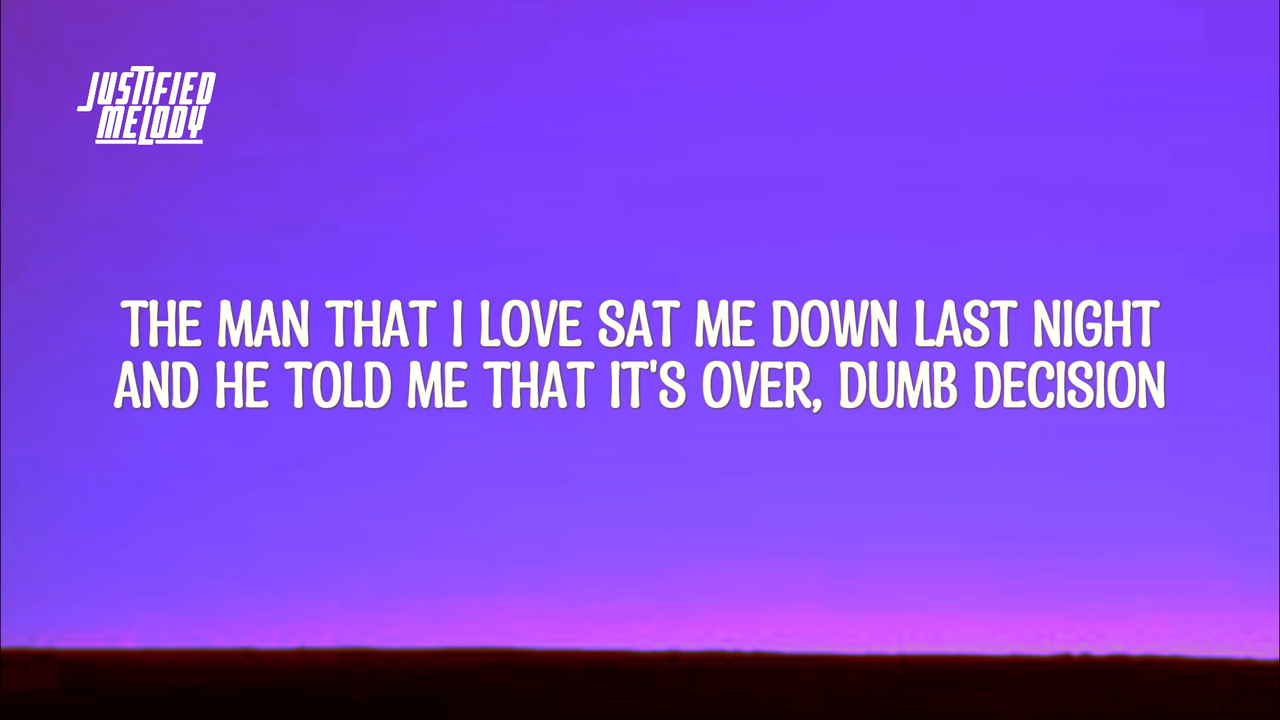 JUSTIFIED
MELODY
THE MAN THAT I LOVE SAT ME DOWN LAST NIGHT
AND HE TOLD ME THAT IT'S OVER, DUMB DECISION